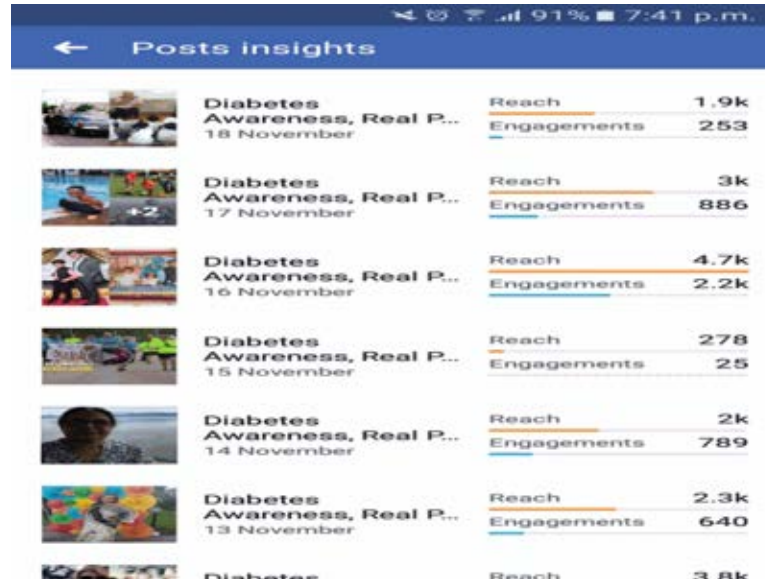 91% 7:41 p.m.
Posts insights
Diabetes
Awareness, Real P...
18 November
Reach 1.9k
Engagements 253
+2
Diabetes
Awareness, Real P...
17 November
Reach 3k
Engagements 886
Diabetes
Awareness, Real P...
16 November
Reach 4.7k
Engagements 2.2k
Diabetes
Awareness, Real P...
15 November
Reach 278
Engagements 25
Diabetes
Awareness, Real P...
14 November
Reach 2k
Engagements 789
Diabetes
Awareness, Real P...
13 November
Reach 2.3k
Engagements 640
Diabetes
Reach 3.8k